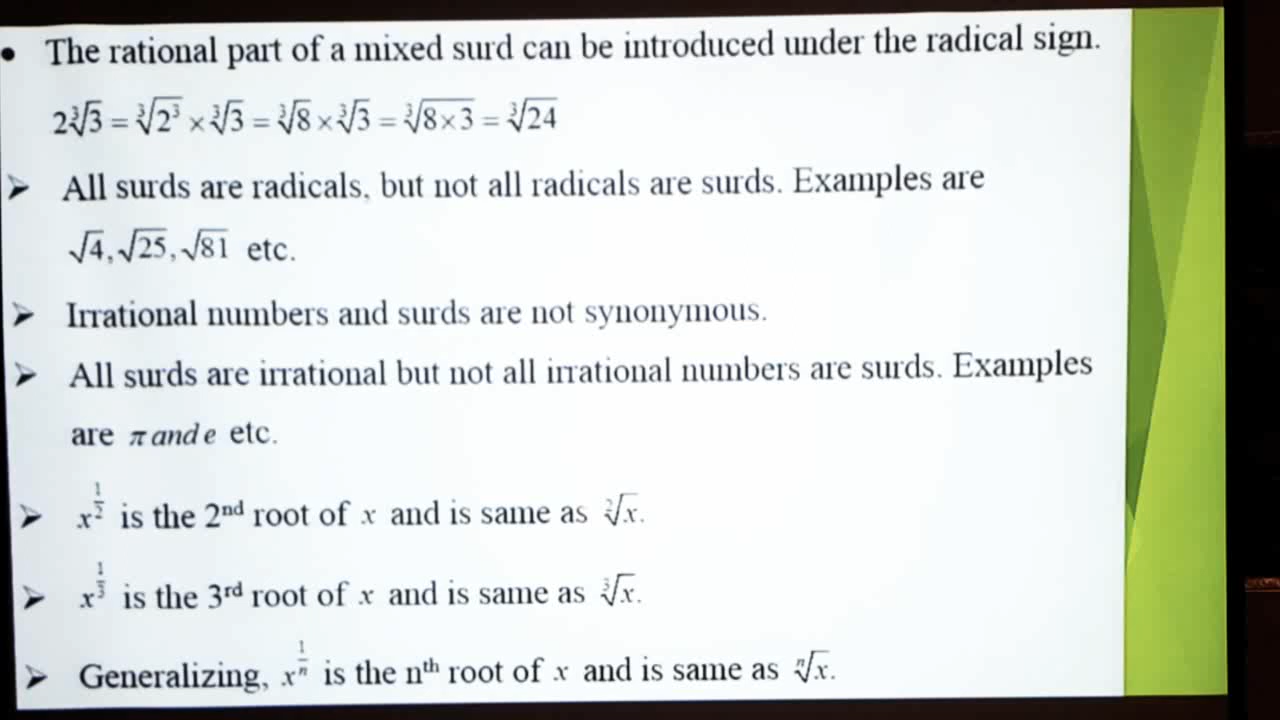 • The rational part of a mixed surd can be introduced under the radical sign.
2∛3 = ∛2³ × ∛3 = ∛8 × ∛3 = ∛8×3 = ∛24
➢ All surds are radicals, but not all radicals are surds. Examples are
√4, √25, √81 etc.
➢ Irrational numbers and surds are not synonymous.
➢ All surds are irrational but not all irrational numbers are surds. Examples
are π and e etc.
➢ x^(1/2) is the 2nd root of x and is same as ²√x.
➢ x^(1/3) is the 3rd root of x and is same as ∛x.
➢ Generalizing, x^(1/n) is the nth root of x and is same as ⁿ√x.